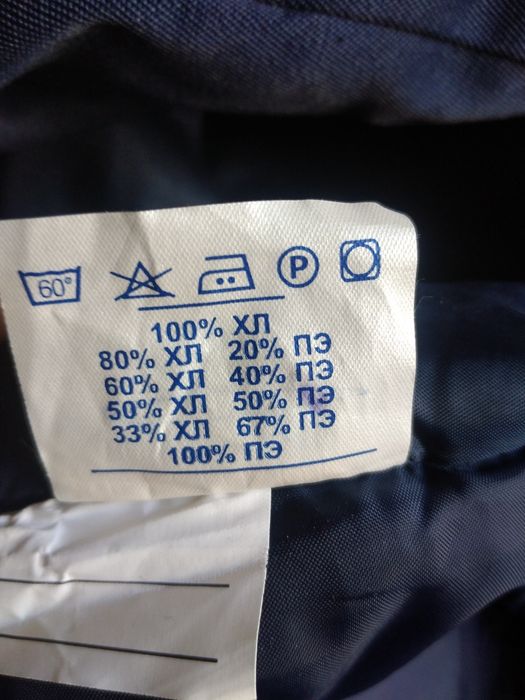 60° P
100% ХЛ
80% ХЛ 20% ПЭ
60% ХЛ 40% ПЭ
50% ХЛ 50% ПЭ
33% ХЛ 67% ПЭ
100% ПЭ